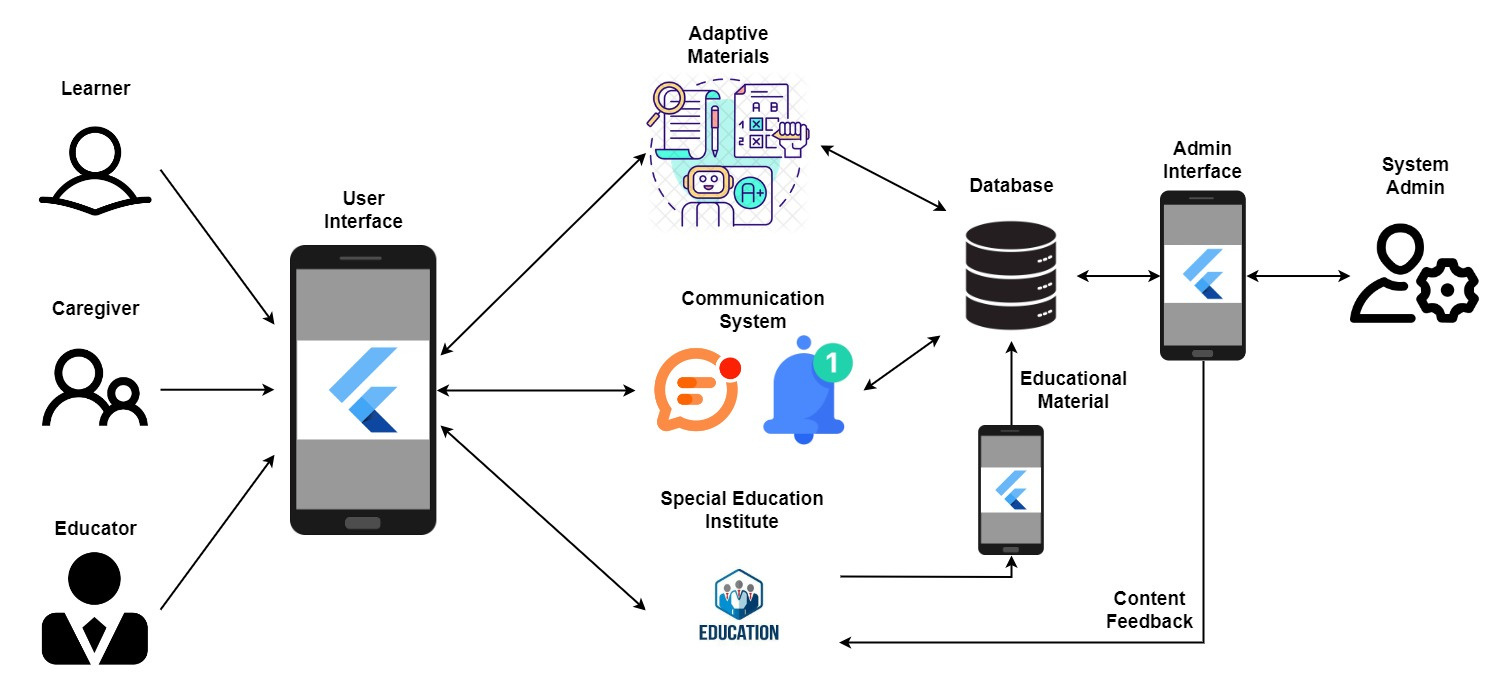 Learner
Caregiver
Educator
User
Interface
Adaptive
Materials
A B
1
2
A+
Communication
System
1
Special Education
Institute
EDUCATION
Database
Educational
Material
Admin
Interface
System
Admin
Content
Feedback